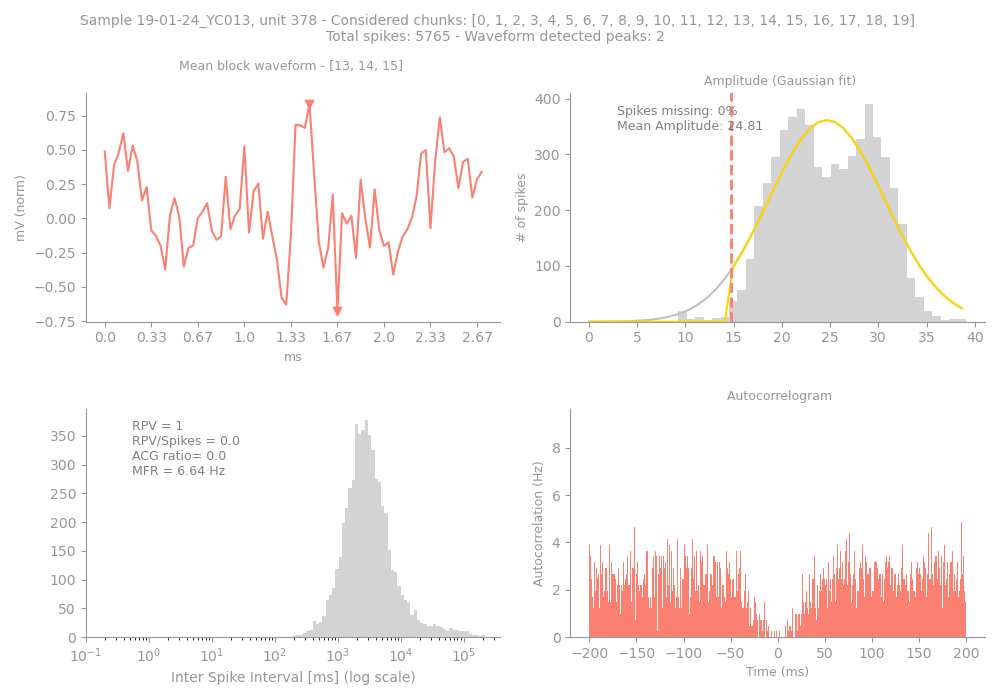 Sample 19-01-24_YC013, unit 378 - Considered chunks: [0, 1, 2, 3, 4, 5, 6, 7, 8, 9, 10, 11, 12, 13, 14, 15, 16, 17, 18, 19]
Total spikes: 5765 - Waveform detected peaks: 2
Mean block waveform - [13, 14, 15]
mV (norm)
0.75
0.50
0.25
0.00
−0.25
−0.50
−0.75
0.0 0.33 0.67 1.0 1.33 1.67 2.0 2.33 2.67
ms
Amplitude (Gaussian fit)
Spikes missing: 0%
Mean Amplitude: 24.81
# of spikes
400
300
200
100
0
0 5 10 15 20 25 30 35 40
RPV = 1
RPV/Spikes = 0.0
ACG ratio= 0.0
MFR = 6.64 Hz
350
300
250
200
150
100
50
0
10⁻¹ 10⁰ 10¹ 10² 10³ 10⁴ 10⁵
Inter Spike Interval [ms] (log scale)
Autocorrelogram
Autocorrelation (Hz)
8
6
4
2
0
−200 −150 −100 −50 0 50 100 150 200
Time (ms)